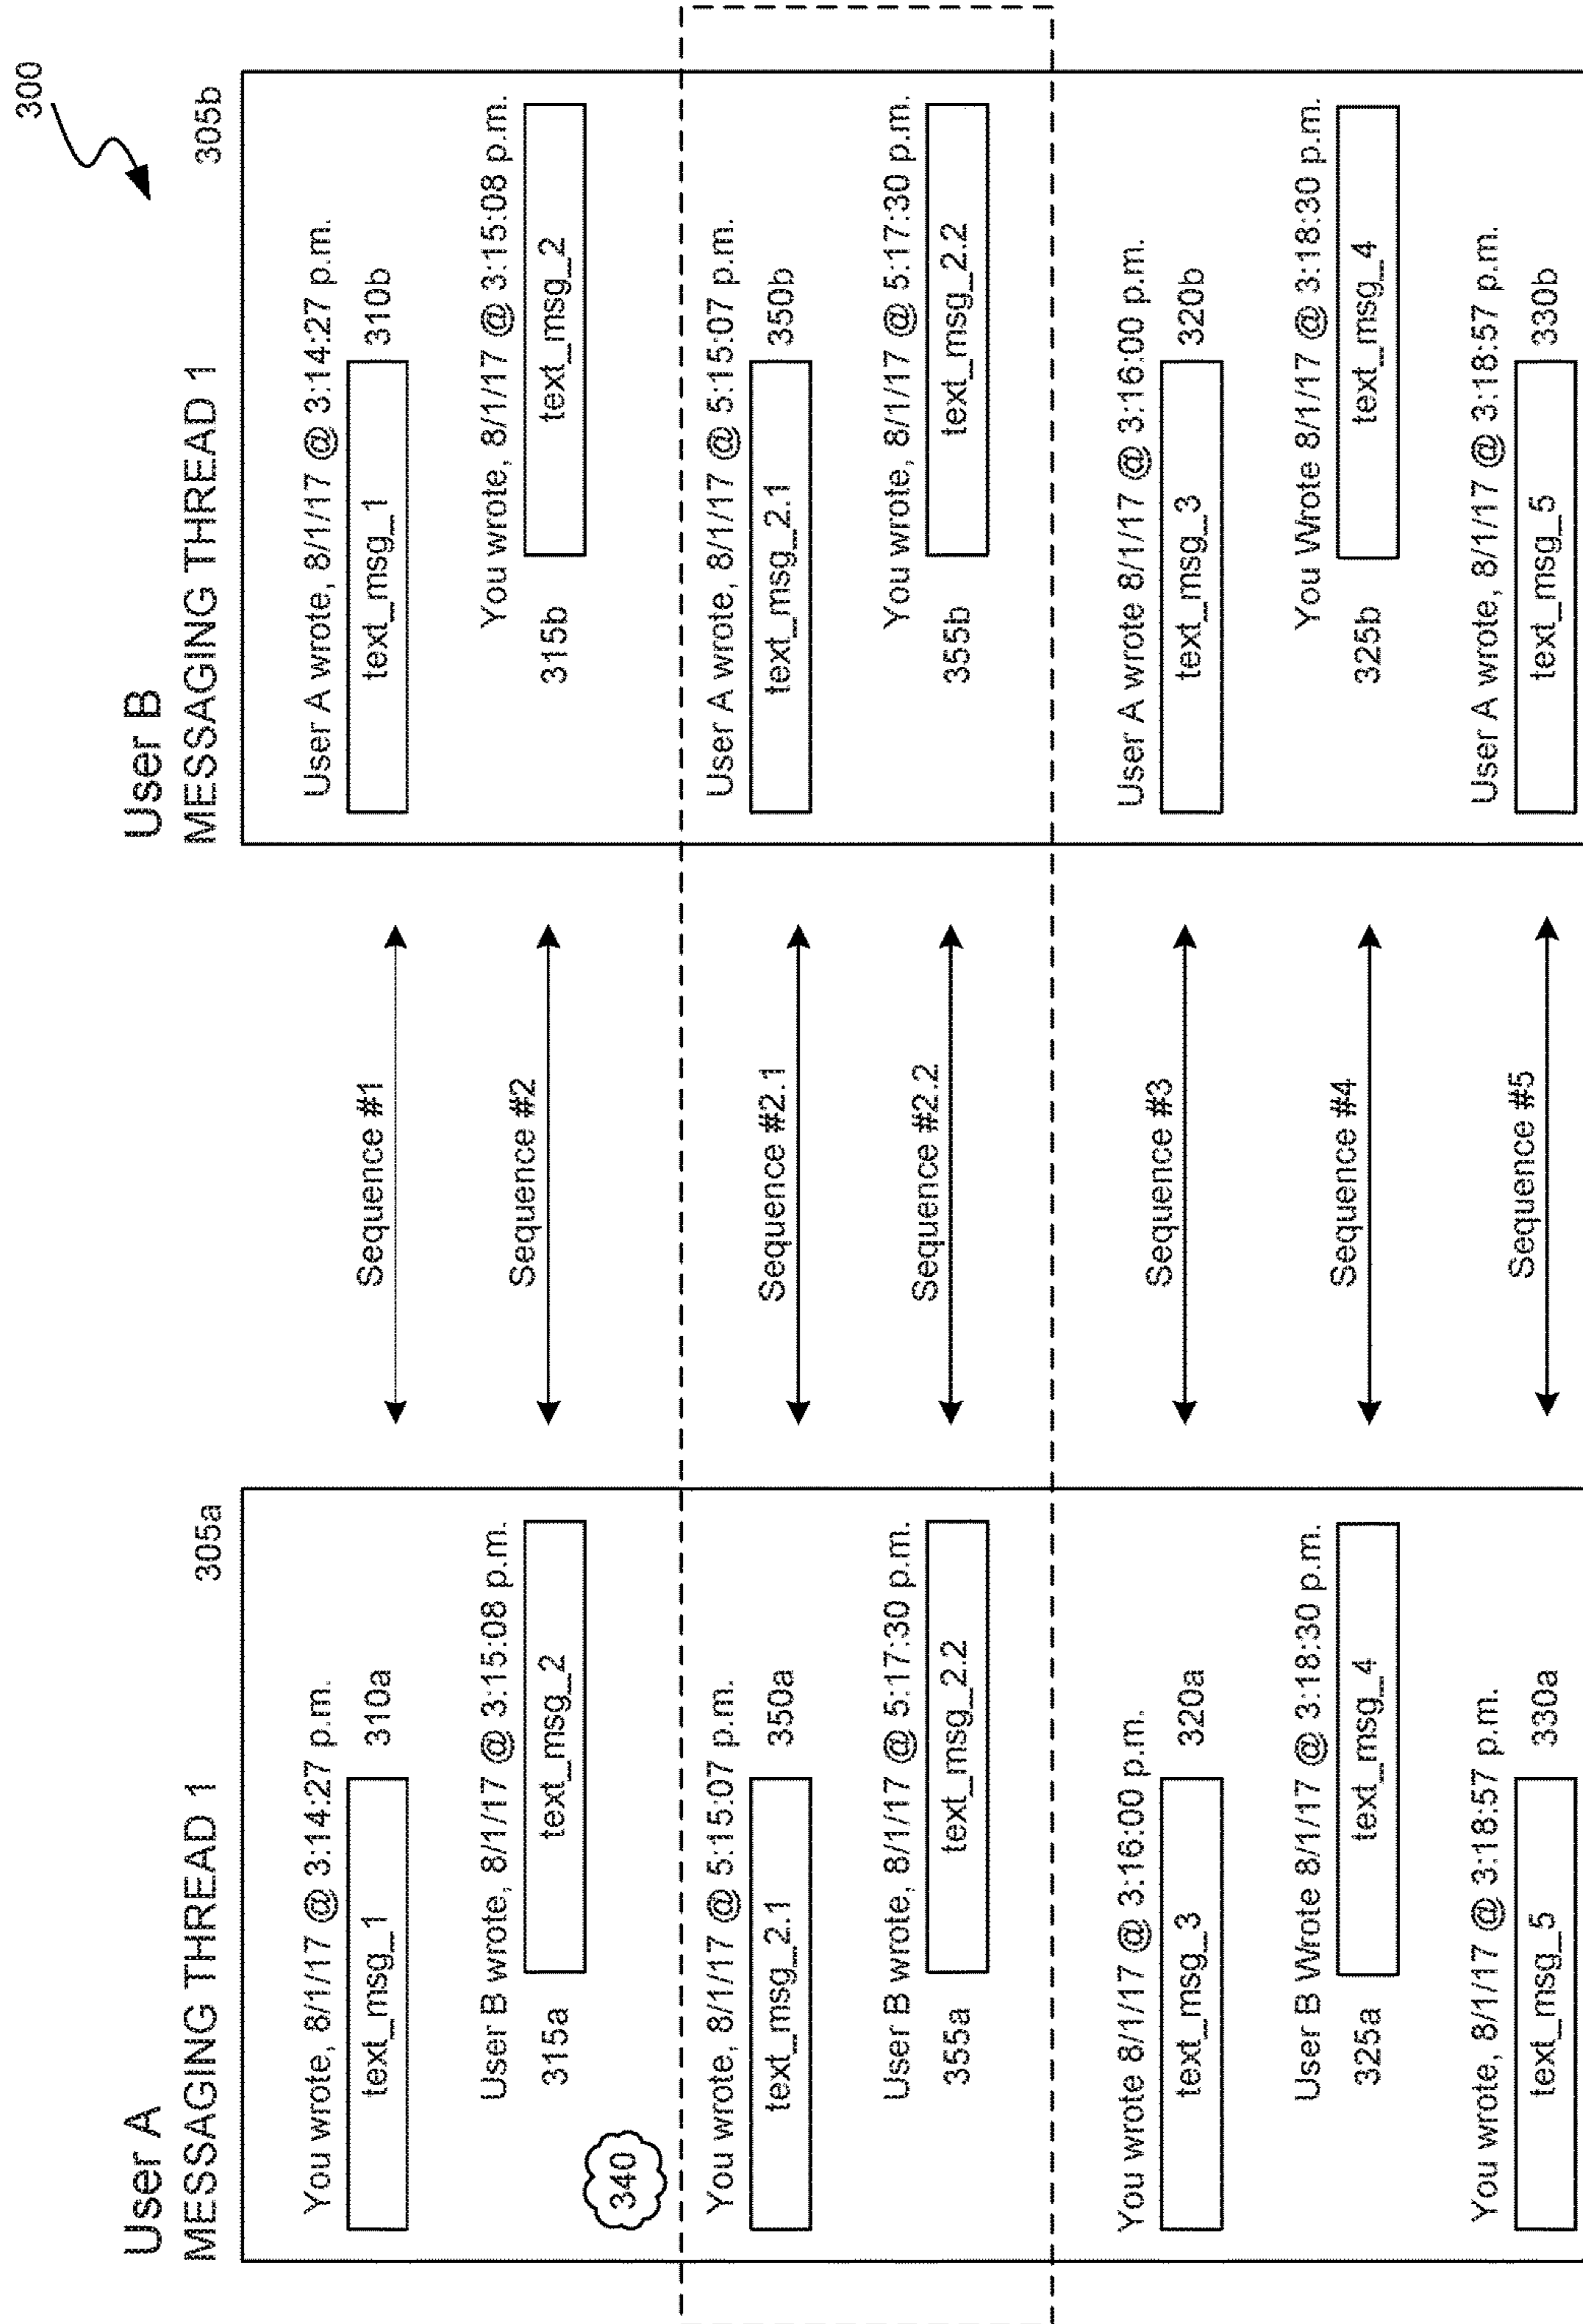 300
User A
MESSAGING THREAD 1
305a
You wrote, 8/1/17 @ 3:14:27 p.m.
text_msg_1
310a
User B wrote, 8/1/17 @ 3:15:08 p.m.
315a
text_msg_2
340
You wrote, 8/1/17 @ 5:15:07 p.m.
text_msg_2.1
350a
User B wrote, 8/1/17 @ 5:17:30 p.m.
355a
text_msg_2.2
You wrote 8/1/17 @ 3:16:00 p.m.
text_msg_3
320a
User B Wrote 8/1/17 @ 3:18:30 p.m.
325a
text_msg_4
You wrote, 8/1/17 @ 3:18:57 p.m.
text_msg_5
330a
Sequence #1
Sequence #2
Sequence #2.1
Sequence #2.2
Sequence #3
Sequence #4
Sequence #5
User B
MESSAGING THREAD 1
305b
User A wrote, 8/1/17 @ 3:14:27 p.m.
text_msg_1
310b
You wrote, 8/1/17 @ 3:15:08 p.m.
315b
text_msg_2
User A wrote, 8/1/17 @ 5:15:07 p.m.
text_msg_2.1
350b
You wrote, 8/1/17 @ 5:17:30 p.m.
355b
text_msg_2.2
User A wrote 8/1/17 @ 3:16:00 p.m.
text_msg_3
320b
You Wrote 8/1/17 @ 3:18:30 p.m.
325b
text_msg_4
User A wrote, 8/1/17 @ 3:18:57 p.m.
text_msg_5
330b